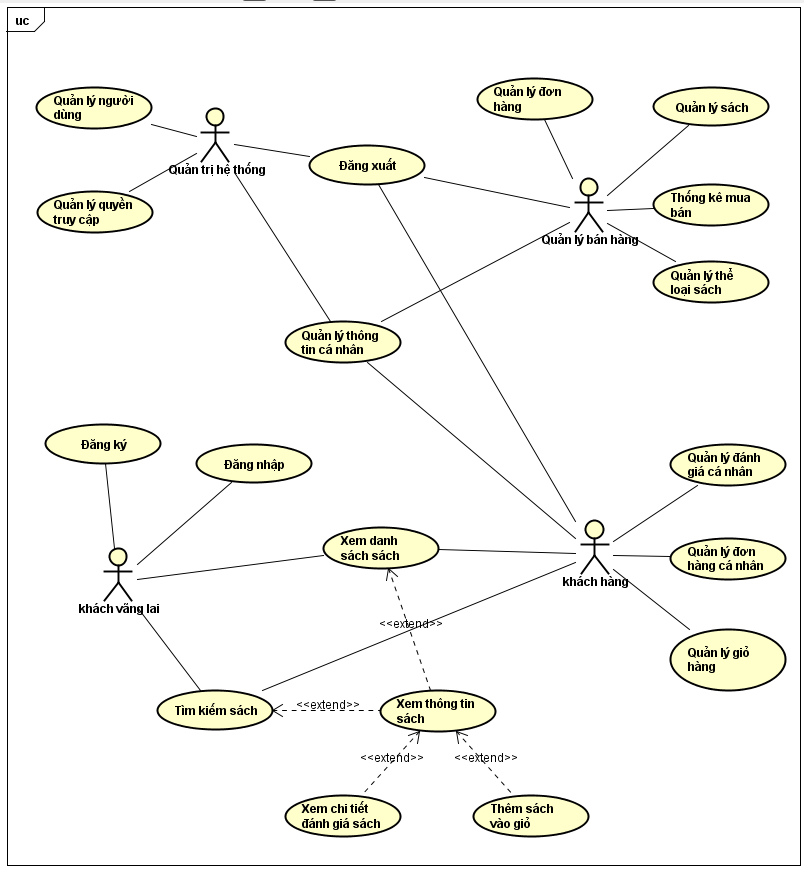 uc
Quản lý người
dùng
Quản trị hệ thống
Quản lý quyền
truy cập
Đăng xuất
Quản lý đơn
hàng
Quản lý sách
Quản lý bán hàng
Thống kê mua
bán
Quản lý thể
loại sách
Quản lý thông
tin cá nhân
Đăng ký
Đăng nhập
khách vãng lai
Xem danh
sách sách
khách hàng
Quản lý đánh
giá cá nhân
Quản lý đơn
hàng cá nhân
Quản lý giỏ
hàng
<<extend>>
Tìm kiếm sách
<<extend>>
Xem thông tin
sách
<<extend>>
<<extend>>
Xem chi tiết
đánh giá sách
Thêm sách
vào giỏ